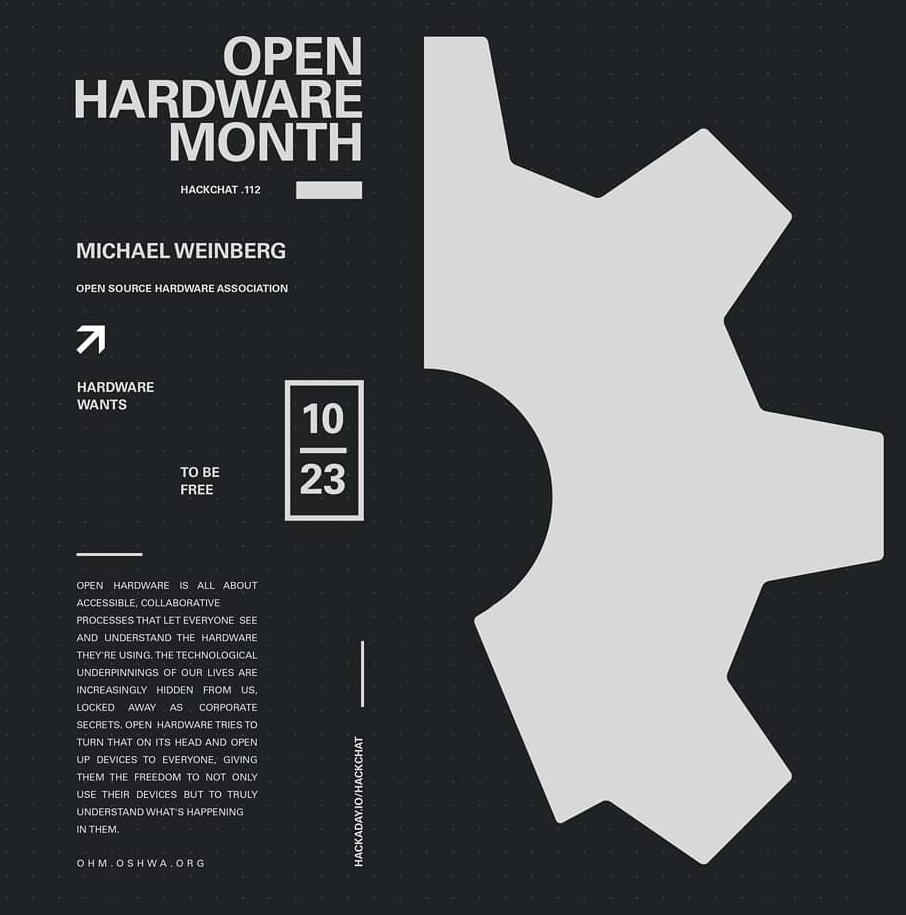 OPEN
HARDWARE
MONTH
HACKCHAT .112
MICHAEL WEINBERG
OPEN SOURCE HARDWARE ASSOCIATION
HARDWARE
WANTS
TO BE
FREE
10
23
OPEN HARDWARE IS ALL ABOUT
ACCESSIBLE, COLLABORATIVE
PROCESSES THAT LET EVERYONE SEE
AND UNDERSTAND THE HARDWARE
THEY'RE USING. THE TECHNOLOGICAL
UNDERPINNINGS OF OUR LIVES ARE
INCREASINGLY HIDDEN FROM US,
LOCKED AWAY AS CORPORATE
SECRETS. OPEN HARDWARE TRIES TO
TURN THAT ON ITS HEAD AND OPEN
UP DEVICES TO EVERYONE, GIVING
THEM THE FREEDOM TO NOT ONLY
USE THEIR DEVICES BUT TO TRULY
UNDERSTAND WHAT'S HAPPENING
IN THEM.
OHM.OSHWA.ORG
HACKADAY.IO/HACKCHAT